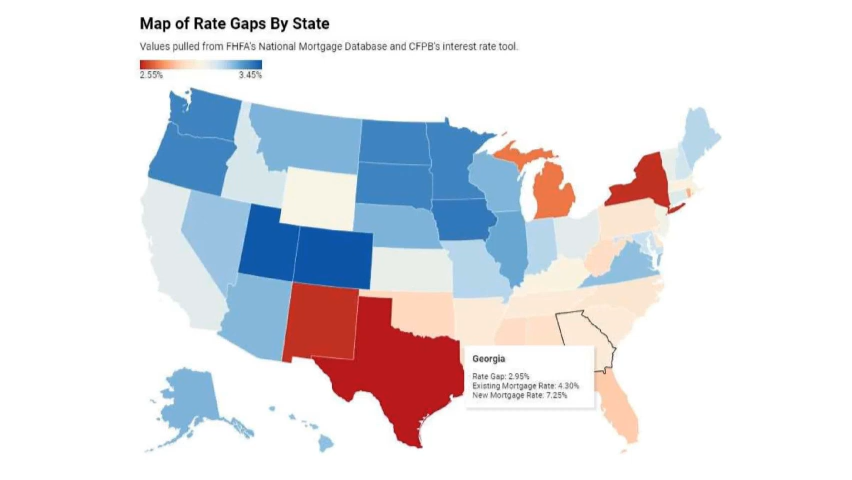 Map of Rate Gaps By State
Values pulled from FHFA's National Mortgage Database and CFPB's interest rate tool.
2.55% 3.45%
Georgia
Rate Gap: 2.95%
Existing Mortgage Rate: 4.30%
New Mortgage Rate: 7.25%